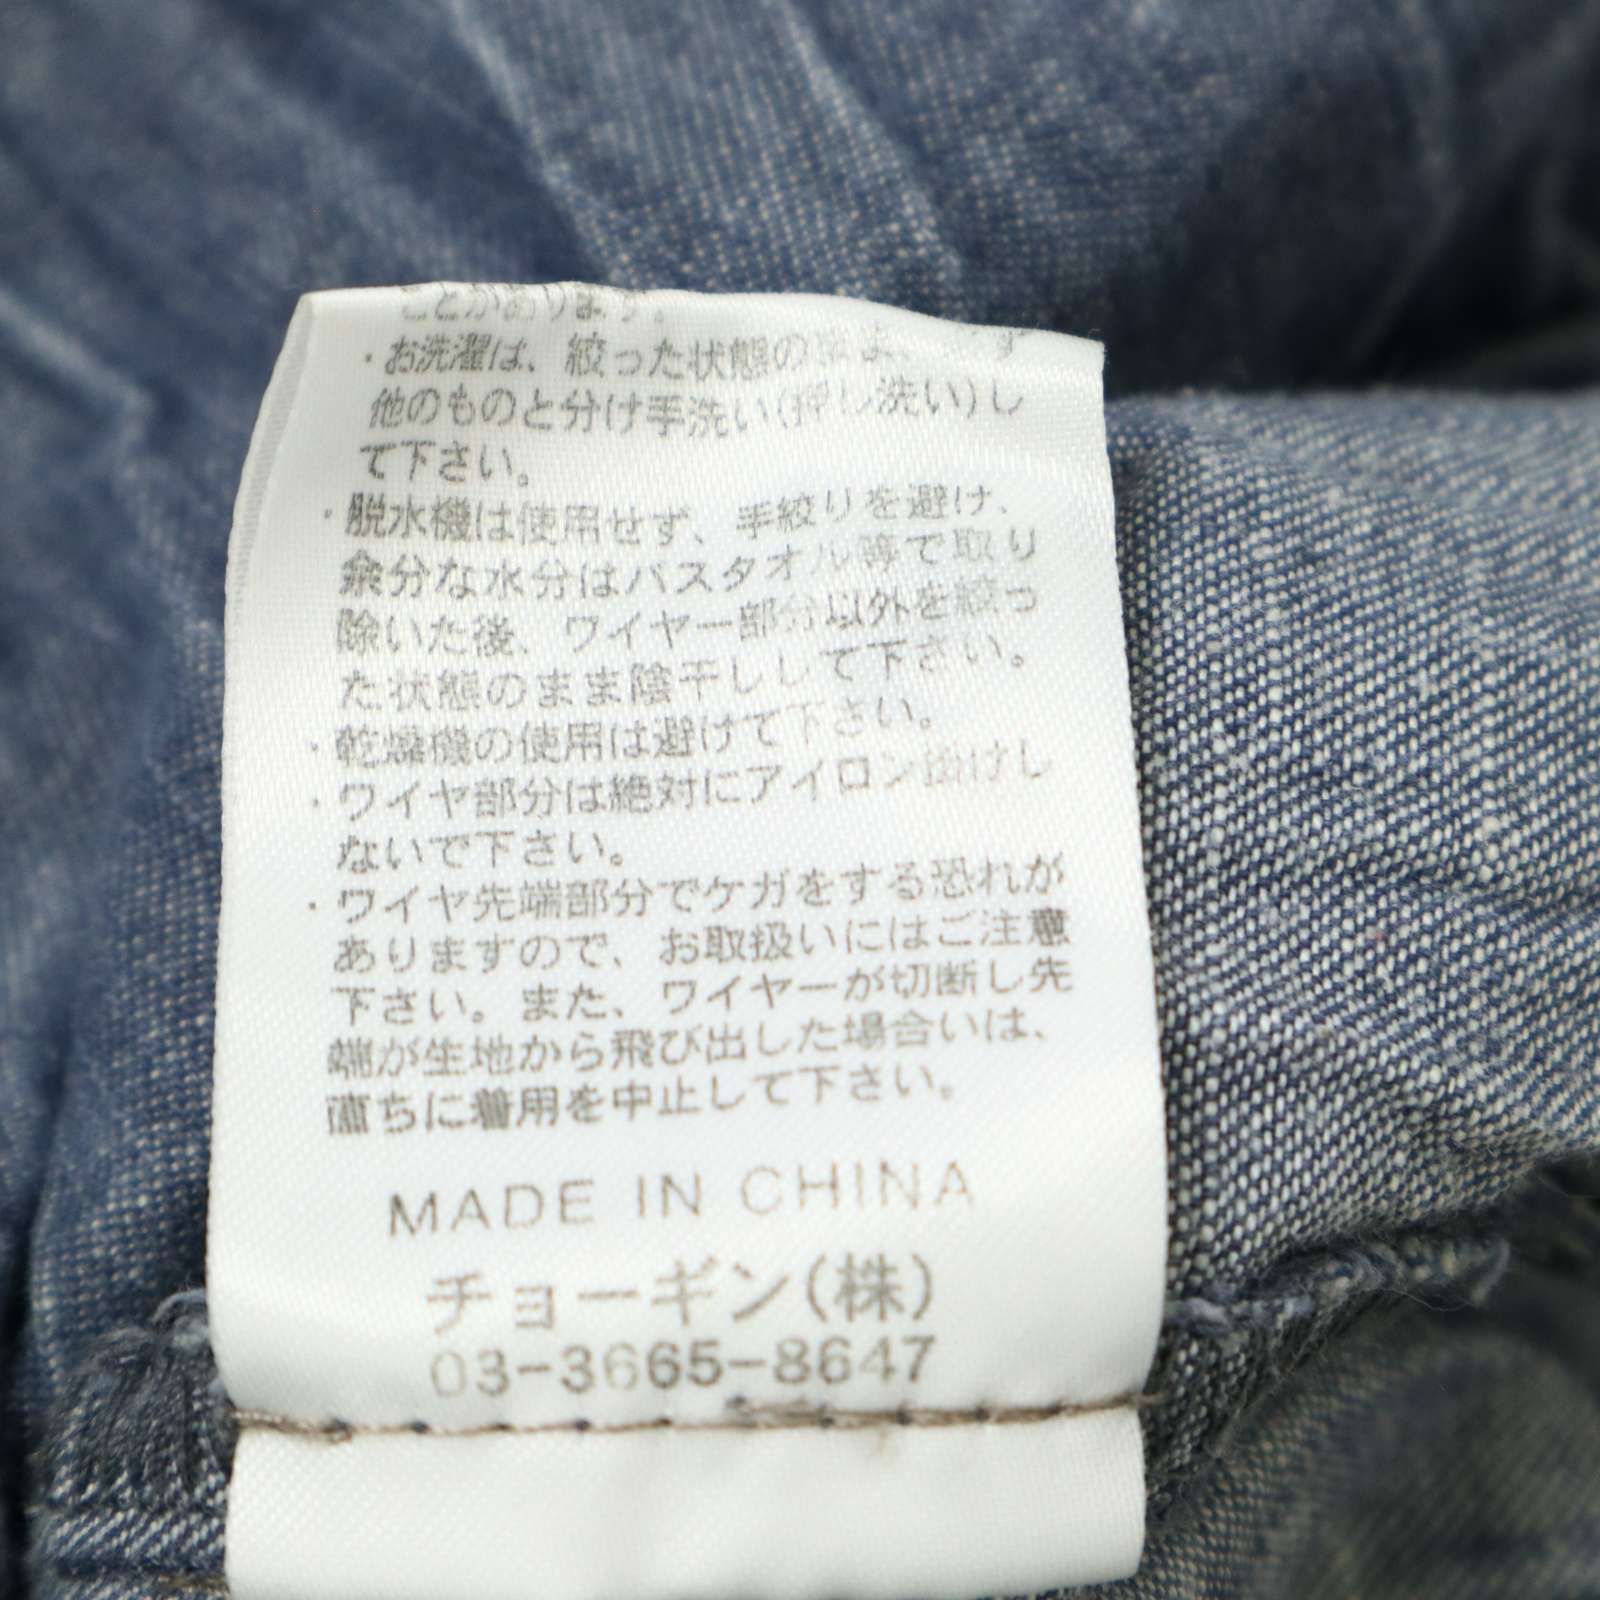 ことがあります。
・お洗濯は、絞った状態のまま
他のものと分け手洗い(押し洗い)し
て下さい。
・脱水機は使用せず、手絞りを避け、
余分な水分はバスタオル等で取り
除いた後、ワイヤー部分以外を絞っ
た状態のまま陰干しして下さい。
・乾燥機の使用は避けて下さい。
・ワイヤ部分は絶対にアイロン掛けし
ないで下さい。
・ワイヤ先端部分でケガをする恐れが
ありますので、お取扱いにはご注意
下さい。また、ワイヤーが切断し先
端が生地から飛び出した場合いは、
直ちに着用を中止して下さい。
MADE IN CHINA
チョーギン(株)
03-3665-8647